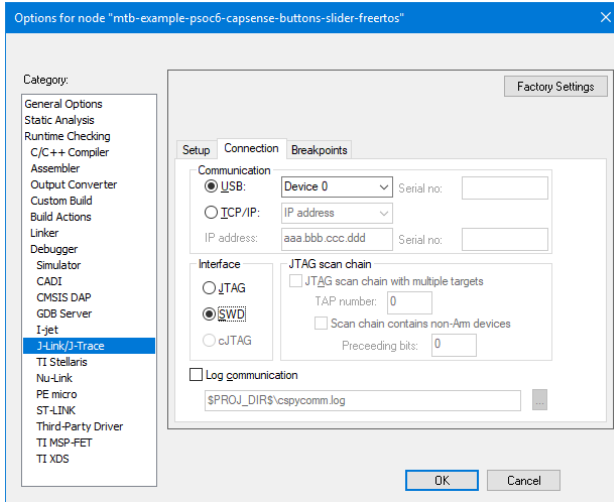 Options for node "mtb-example-psoc6-capsense-buttons-slider-freertos"
Category:
General Options
Static Analysis
Runtime Checking
C/C++ Compiler
Assembler
Output Converter
Custom Build
Build Actions
Linker
Debugger
Simulator
CADI
CMSIS DAP
GDB Server
I-jet
J-Link/J-Trace
TI Stellaris
Nu-Link
PE micro
ST-LINK
Third-Party Driver
TI MSP-FET
TI XDS
Factory Settings
Setup Connection Breakpoints
Communication
USB: Device 0 Serial no:
TCP/IP: IP address
IP address: aaa.bbb.ccc.ddd Serial no:
Interface
JTAG
SWD
cJTAG
JTAG scan chain
JTAG scan chain with multiple targets
TAP number: 0
Scan chain contains non-Arm devices
Preceeding bits: 0
Log communication
$PROJ_DIR$\cspycomm.log ...
OK Cancel